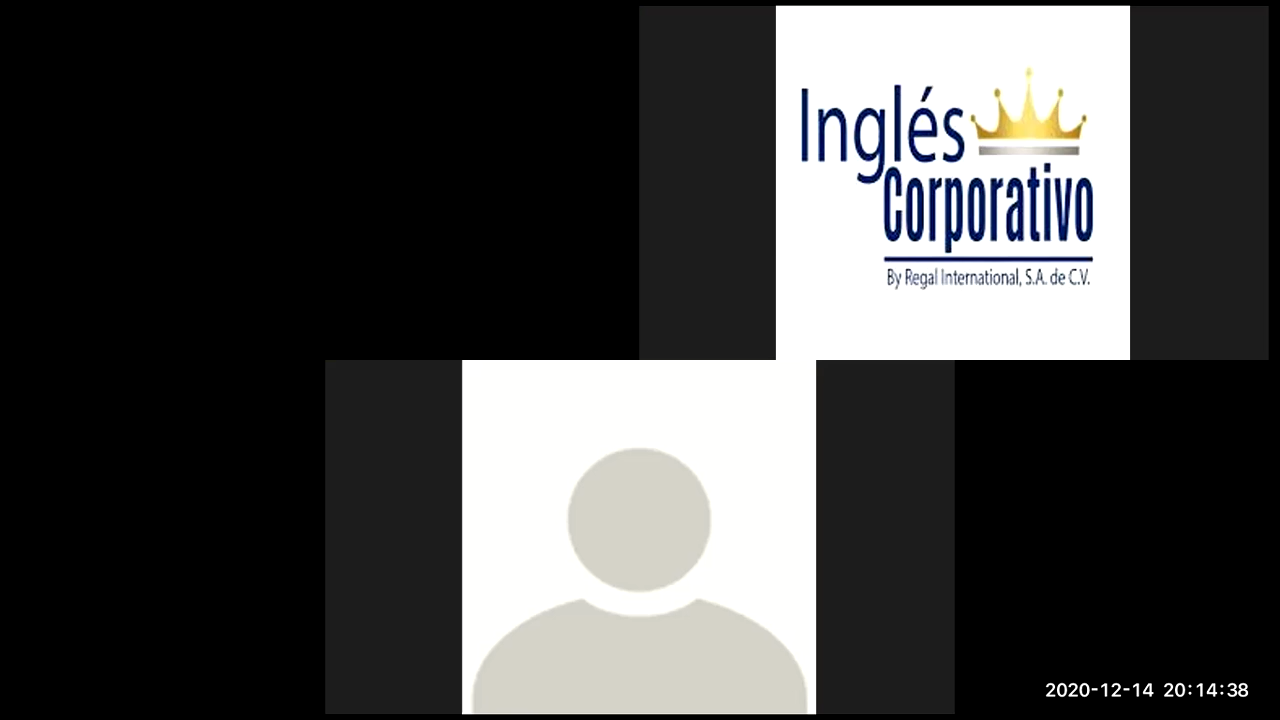 Inglés
Corporativo
By Regal International, S.A. de C.V.
2020-12-14 20:14:38